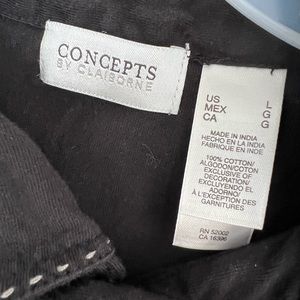 CONCEPTS
BY CLAIBORNE
US L
MEX G
CA G
MADE IN INDIA
HECHO EN LA INDIA
FABRIQUE EN INDE
100% COTTON/
ALGODON/COTON
EXCLUSIVE OF
DECORATION/
EXCLUYENDO EL
ADORNO/
À L'EXCEPTION DES
GARNITURES
RN 52002
CA 16396